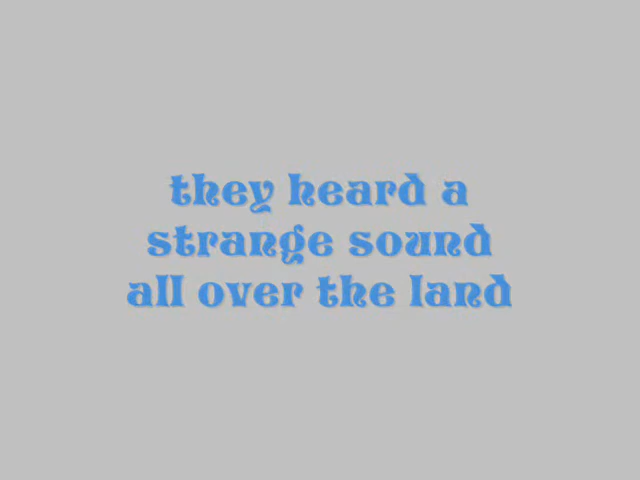 they heard a
strange sound
all over the land